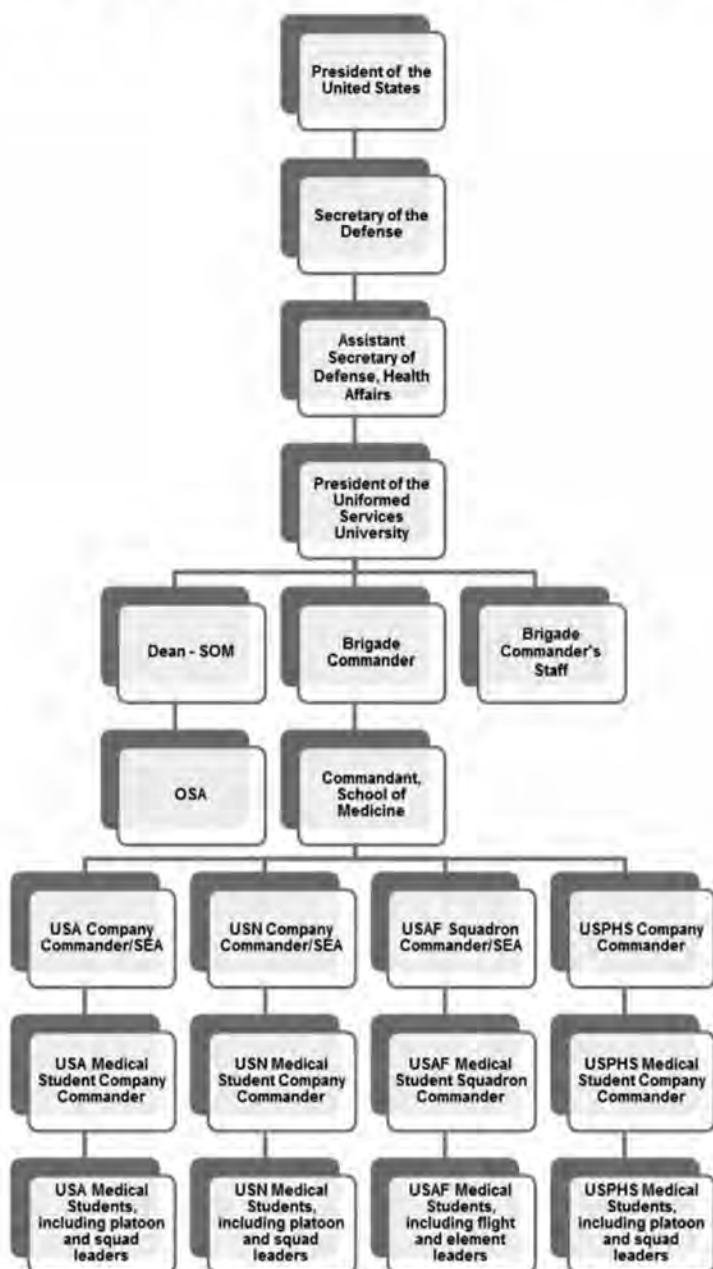 President of the
United States
Secretary of the
Defense
Assistant
Secretary of
Defense, Health
Affairs
President of the
Uniformed
Services
University
Dean - SOM
Brigade
Commander
Brigade
Commander's
Staff
OSA
Commandant,
School of
Medicine
USA Company
Commander/SEA
USN Company
Commander/SEA
USAF Squadron
Commander/SEA
USPHS Company
Commander
USA Medical
Student Company
Commander
USN Medical
Student Company
Commander
USAF Medical
Student Squadron
Commander
USPHS Medical
Student Company
Commander
USA Medical
Students,
including platoon
and squad
leaders
USN Medical
Students,
including platoon
and squad
leaders
USAF Medical
Students,
including flight
and element
leaders
USPHS Medical
Students,
including platoon
and squad
leaders